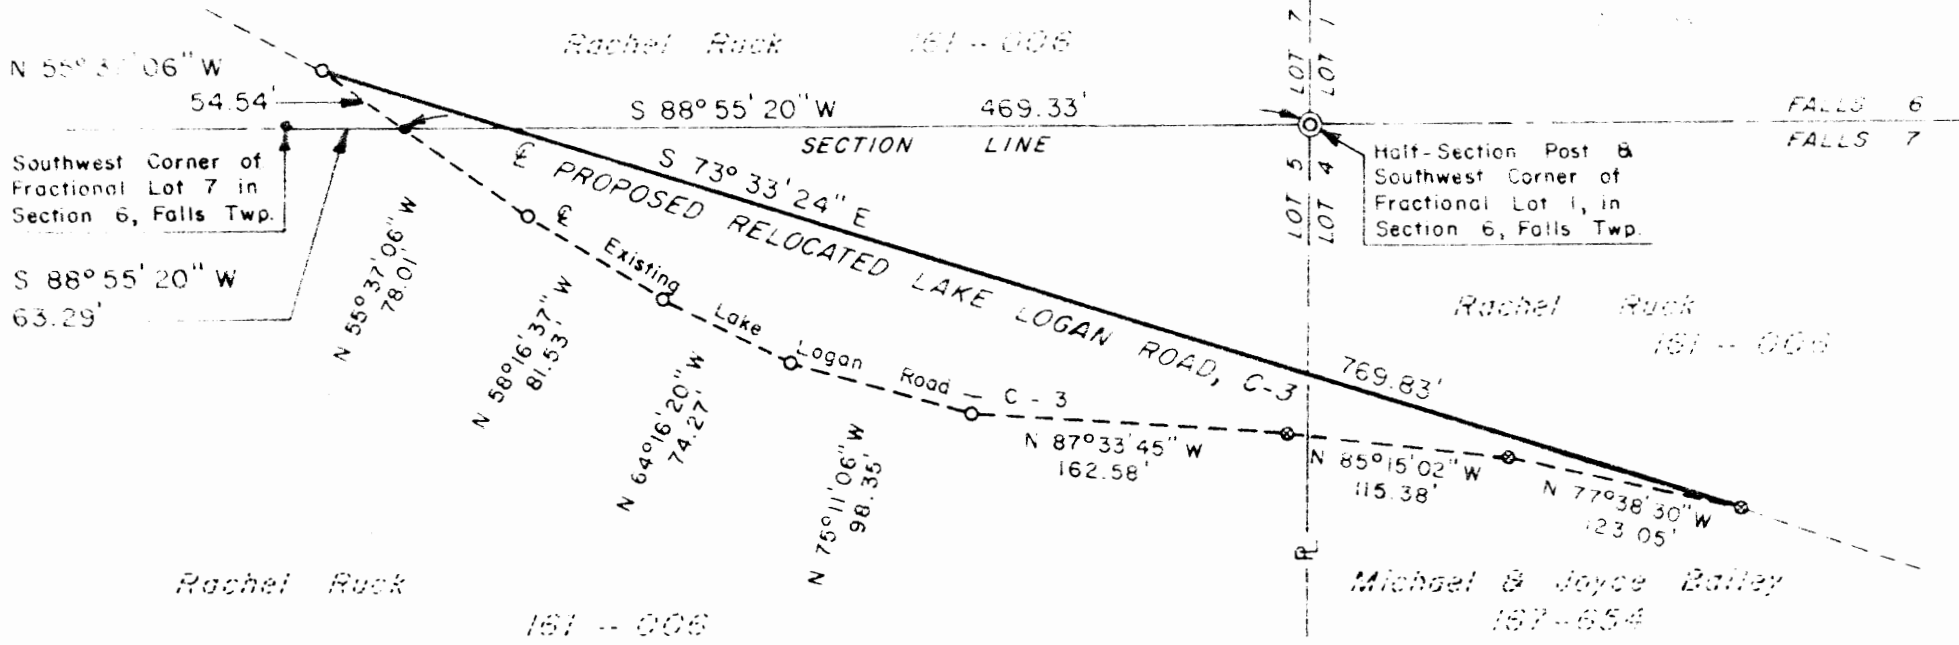 Rachel Ruck 161-006
LOT 7
LOT 1
N 55° 37' 06" W
54.54'
S 88° 55' 20" W 469.33'
SECTION LINE
FALLS 6
FALLS 7
Southwest Corner of
Fractional Lot 7 in
Section 6, Falls Twp.
S 88° 55' 20" W
63.29'
Half-Section Post &
Southwest Corner of
Fractional Lot 1, in
Section 6, Falls Twp.
LOT 5
LOT 4
S 73° 33' 24" E
769.83'
℄ PROPOSED RELOCATED LAKE LOGAN ROAD, C-3
℄ Existing Lake Logan Road - C-3
N 55° 37' 06" W
78.01'
N 58° 16' 37" W
81.53'
N 64° 16' 20" W
74.27'
N 75° 11' 06" W
98.35'
N 87° 33' 45" W
162.58'
N 85° 15' 02" W
115.38'
N 77° 38' 30" W
123.05'
Rachel Ruck
161-006
Rachel Ruck
161-006
PL
Michael & Joyce Bailey
167-654